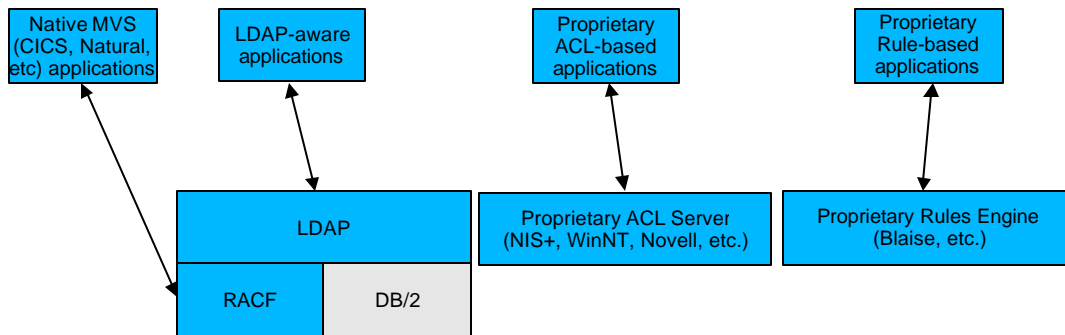 Native MVS
(CICS, Natural,
etc) applications
LDAP-aware
applications
Proprietary
ACL-based
applications
Proprietary
Rule-based
applications
LDAP
RACF
DB/2
Proprietary ACL Server
(NIS+, WinNT, Novell, etc.)
Proprietary Rules Engine
(Blaise, etc.)